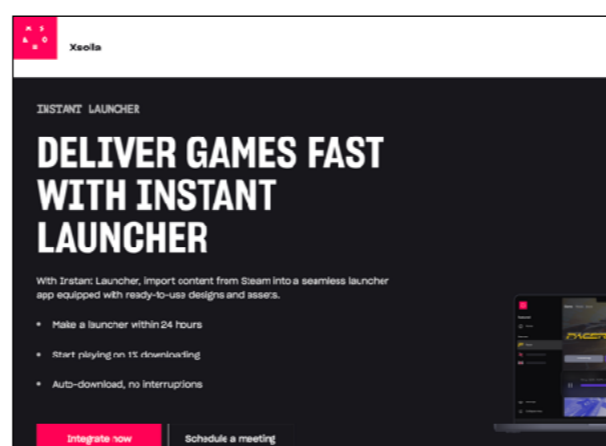 X S
& O
Xsolla
INSTANT LAUNCHER
DELIVER GAMES FAST
WITH INSTANT
LAUNCHER
With Instant Launcher, import content from Steam into a seamless launcher
app equipped with ready-to-use designs and assets.
• Make a launcher within 24 hours
• Start playing on 1% downloading
• Auto-download, no interruptions
Integrate now
Schedule a meeting